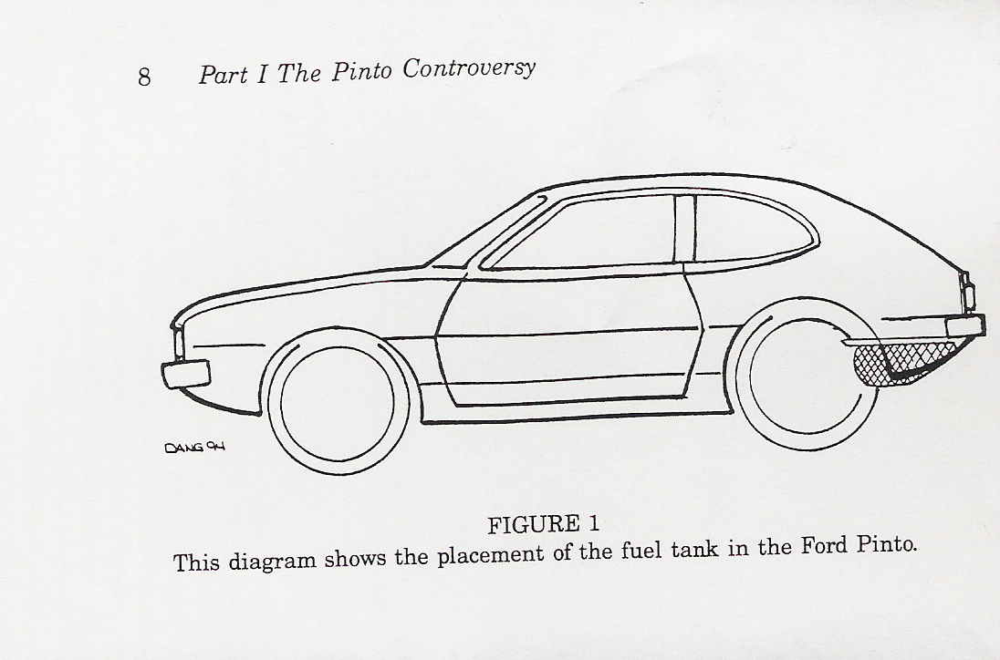 8 Part I The Pinto Controversy
DANG 94
FIGURE 1
This diagram shows the placement of the fuel tank in the Ford Pinto.